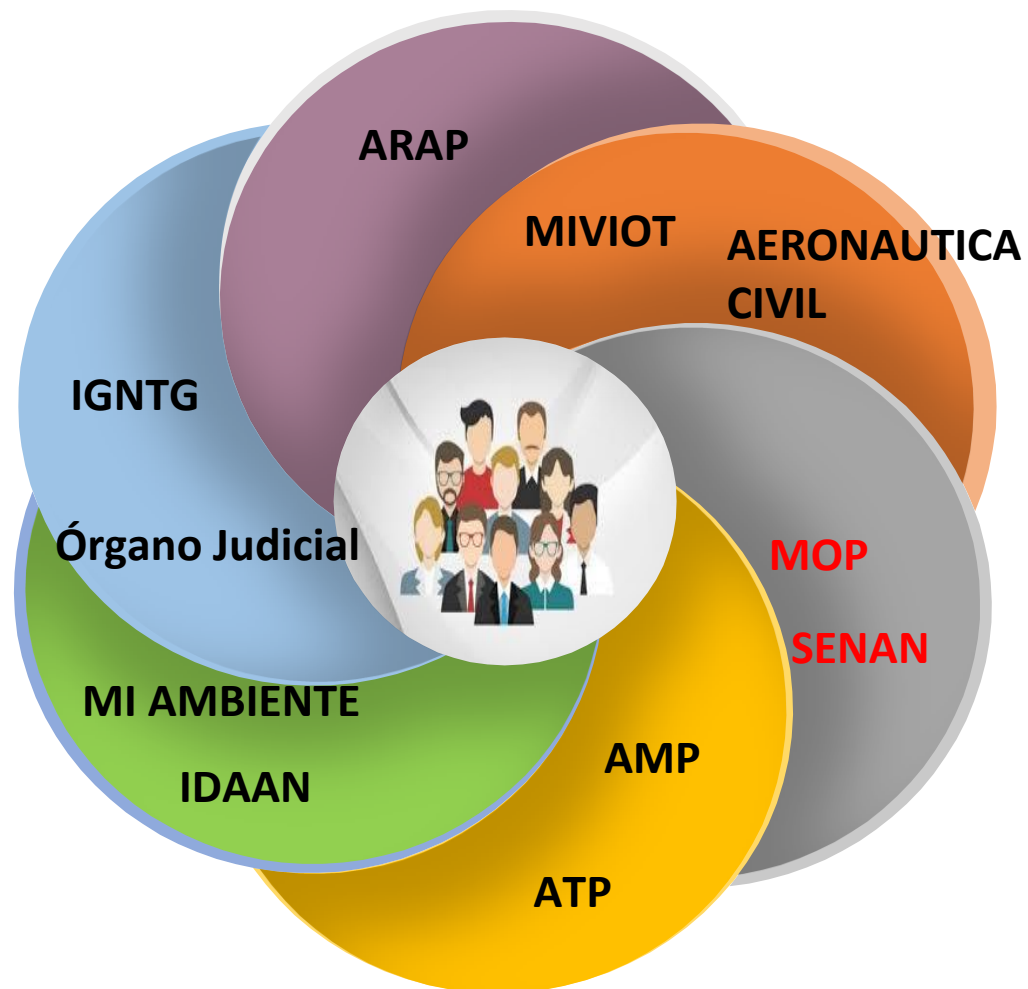 ARAP
MIVIOT
AERONAUTICA
CIVIL
IGNTG
Órgano Judicial
MOP
SENAN
MI AMBIENTE
IDAAN
AMP
ATP